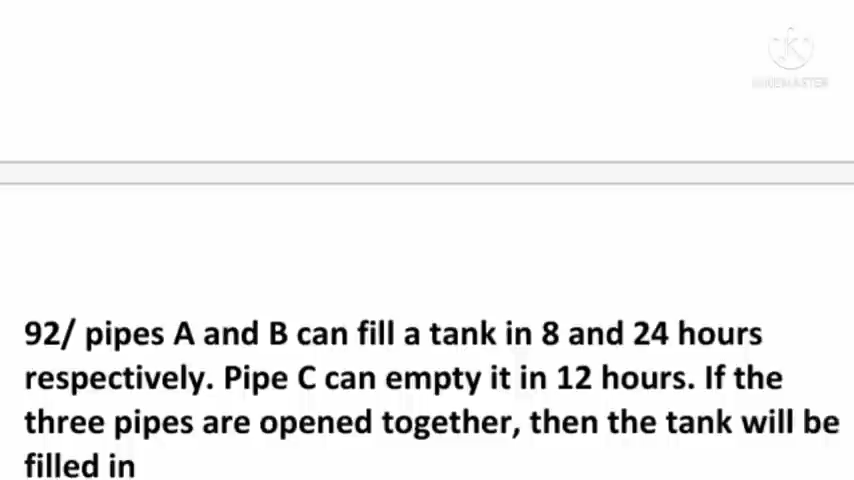 92/ pipes A and B can fill a tank in 8 and 24 hours
respectively. Pipe C can empty it in 12 hours. If the
three pipes are opened together, then the tank will be
filled in